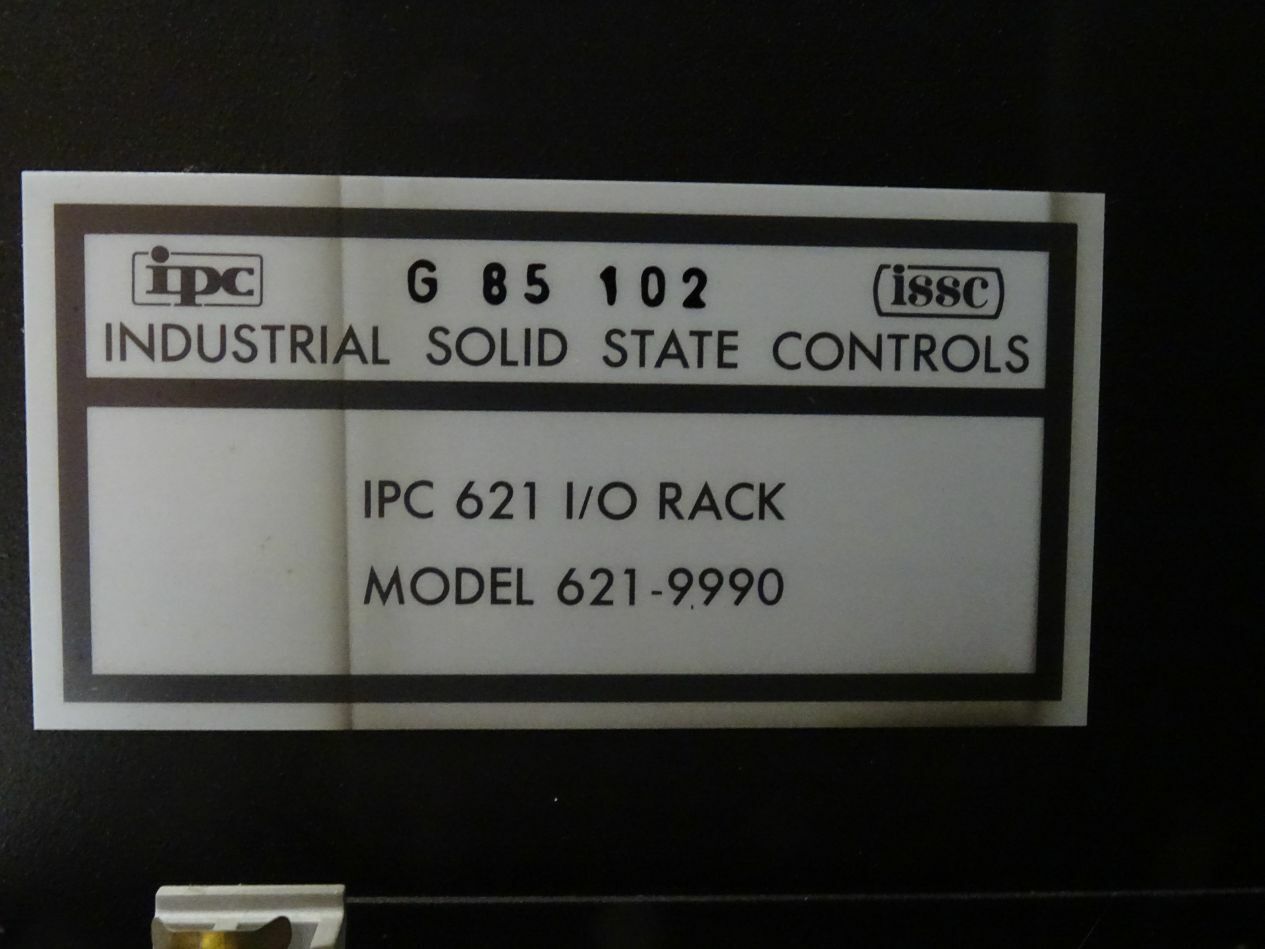 ipc G 85 102 issc
INDUSTRIAL SOLID STATE CONTROLS
IPC 621 I/O RACK
MODEL 621-9990